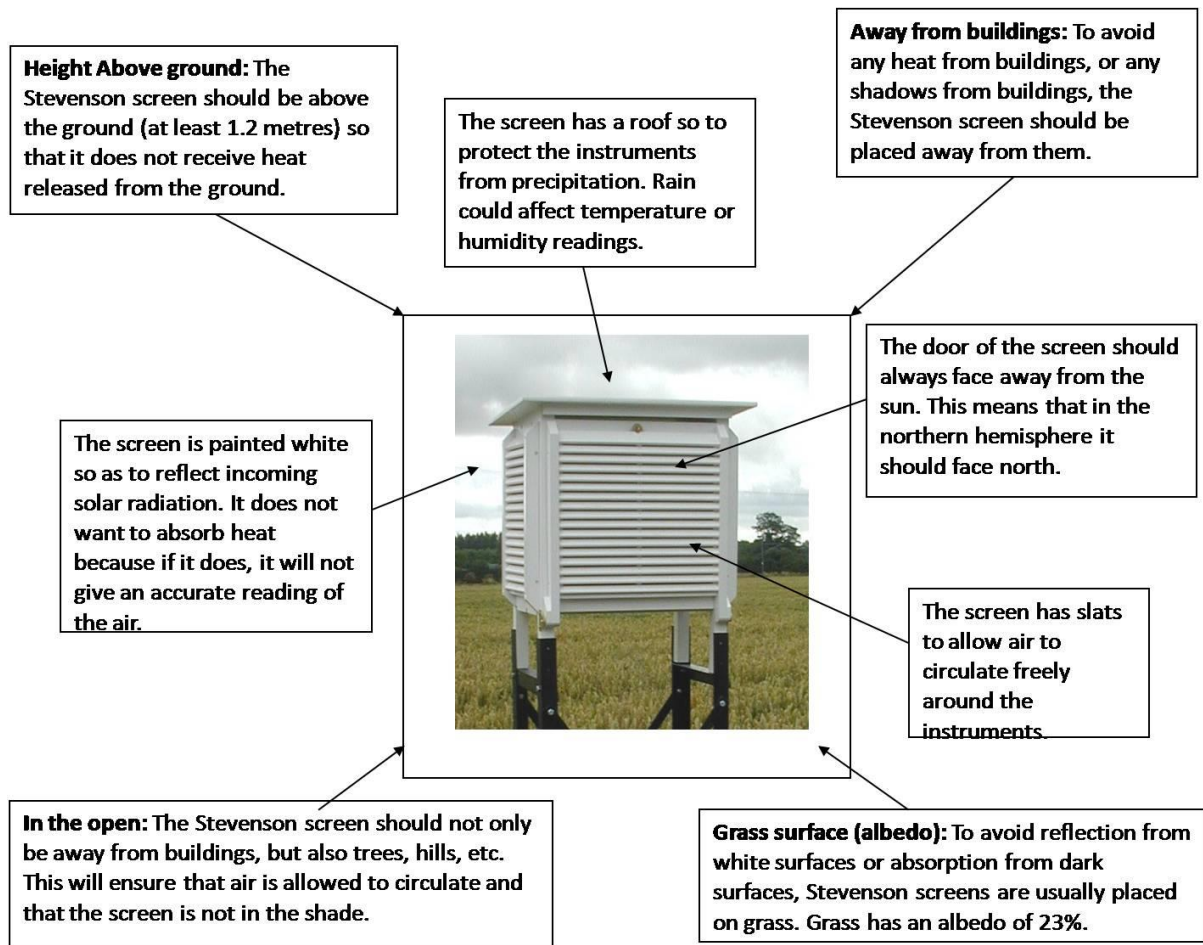 Height Above ground: The
Stevenson screen should be above
the ground (at least 1.2 metres) so
that it does not receive heat
released from the ground.
The screen has a roof so to
protect the instruments
from precipitation. Rain
could affect temperature or
humidity readings.
Away from buildings: To avoid
any heat from buildings, or any
shadows from buildings, the
Stevenson screen should be
placed away from them.
The door of the screen should
always face away from the
sun. This means that in the
northern hemisphere it
should face north.
The screen is painted white
so as to reflect incoming
solar radiation. It does not
want to absorb heat
because if it does, it will not
give an accurate reading of
the air.
The screen has slats
to allow air to
circulate freely
around the
instruments.
In the open: The Stevenson screen should not only
be away from buildings, but also trees, hills, etc.
This will ensure that air is allowed to circulate and
that the screen is not in the shade.
Grass surface (albedo): To avoid reflection from
white surfaces or absorption from dark
surfaces, Stevenson screens are usually placed
on grass. Grass has an albedo of 23%.